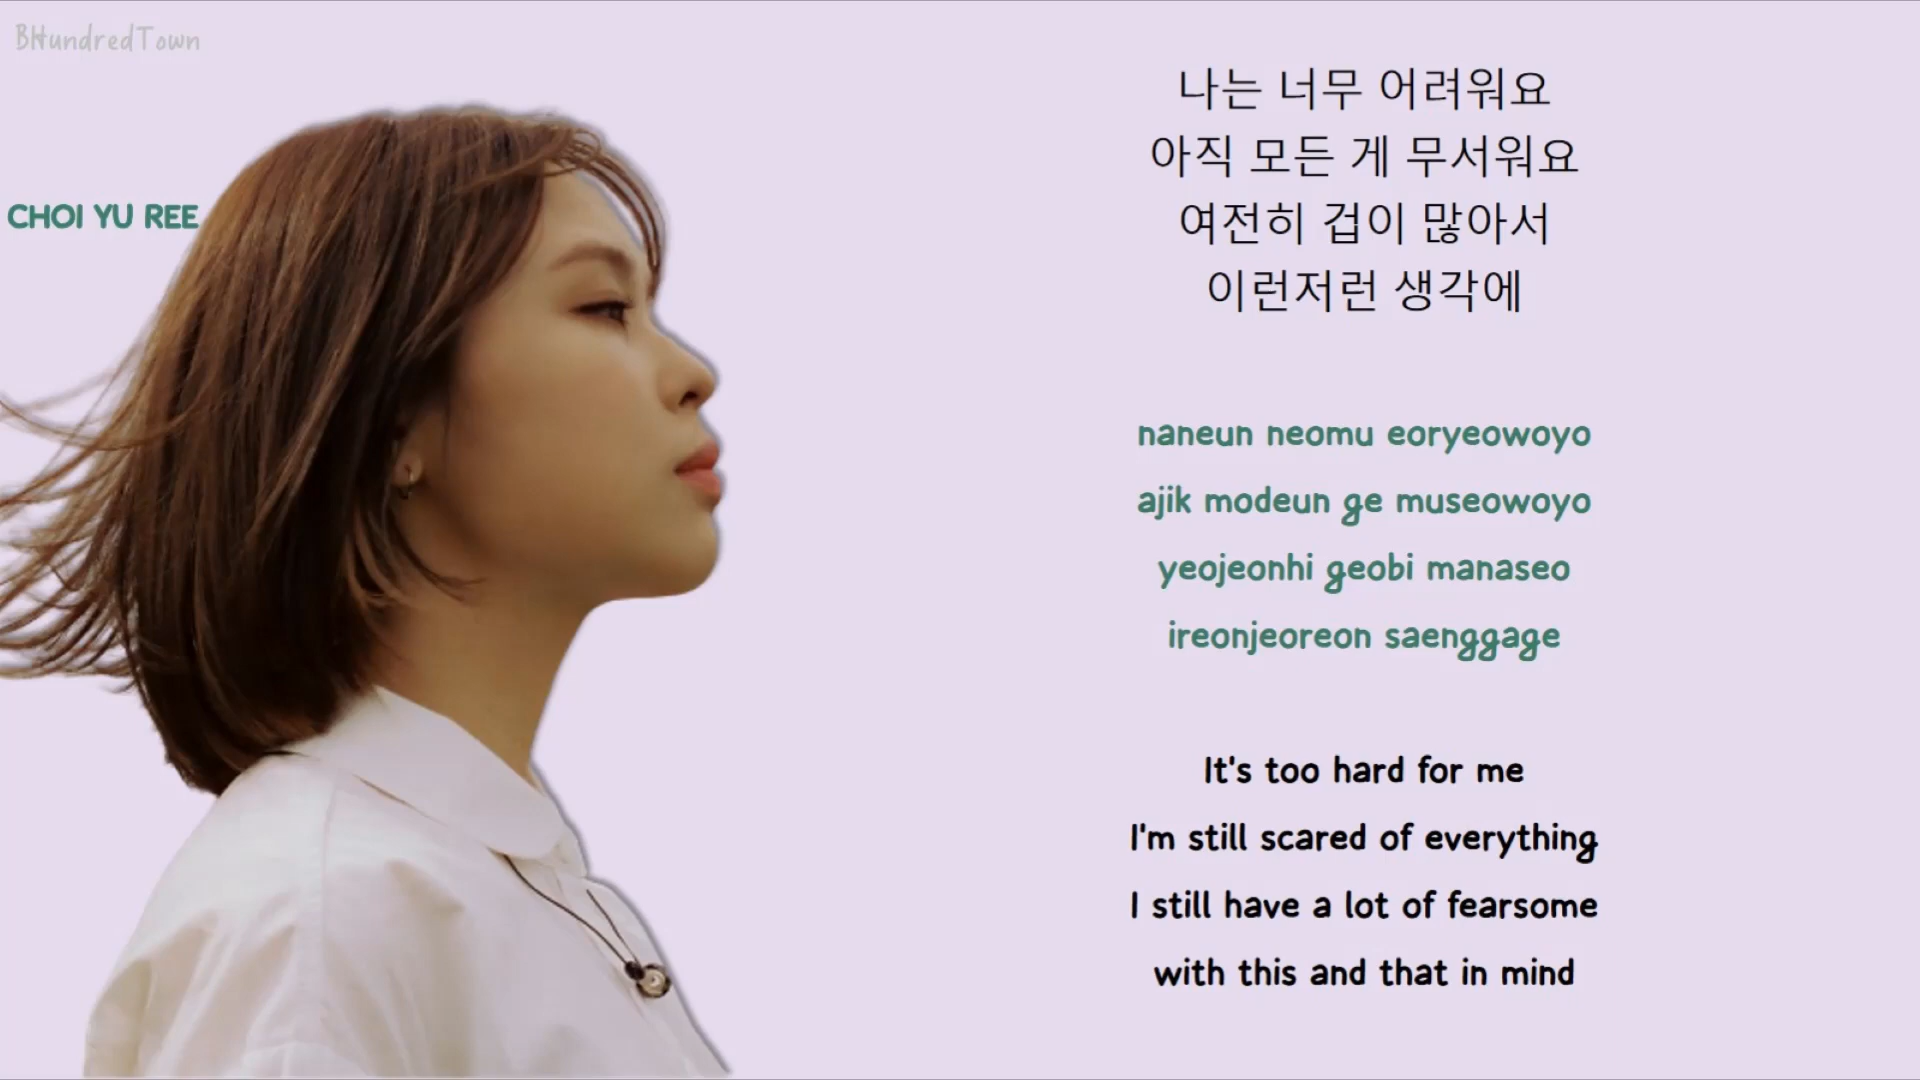 BHundredTown
CHOI YU REE
나는 너무 어려워요
아직 모든 게 무서워요
여전히 겁이 많아서
이런저런 생각에
naneun neomu eoryeowoyo
ajik modeun ge museowoyo
yeojeonhi geobi manaseo
ireonjeoreon saenggage
It's too hard for me
I'm still scared of everything
I still have a lot of fearsome
with this and that in mind